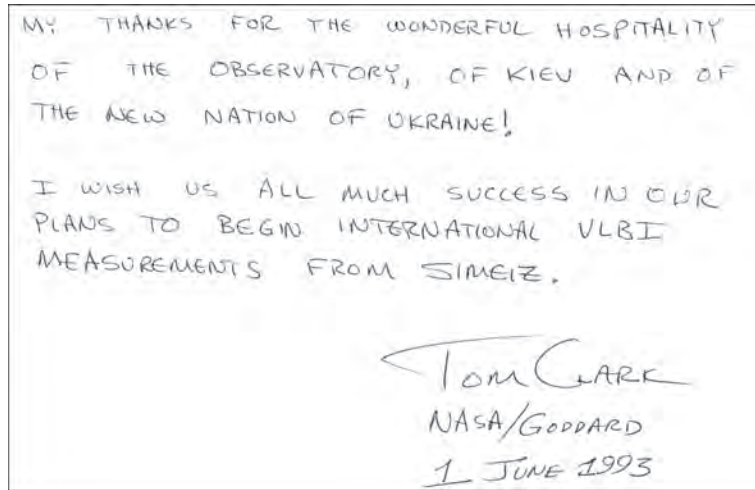 MY THANKS FOR THE WONDERFUL HOSPITALITY
OF THE OBSERVATORY, OF KIEV AND OF
THE NEW NATION OF UKRAINE!
I WISH US ALL MUCH SUCCESS IN OUR
PLANS TO BEGIN INTERNATIONAL VLBI
MEASUREMENTS FROM SIMEIZ.
TOM CLARK
NASA/GODDARD
1 JUNE 1993